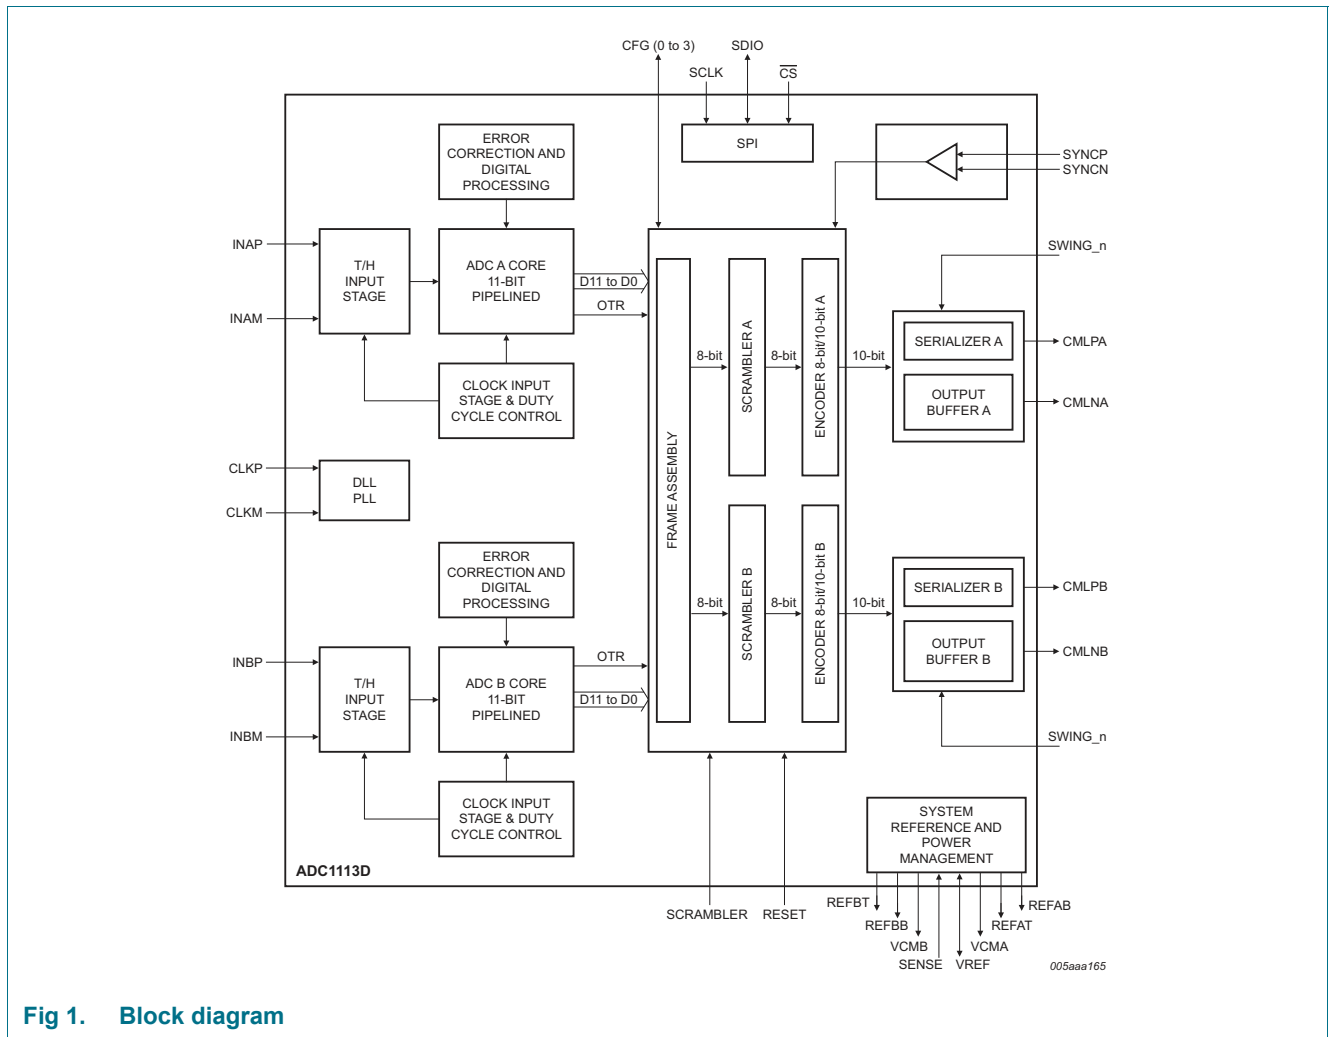 CFG (0 to 3)
SDIO
SCLK
CS
ERROR
CORRECTION AND
DIGITAL
PROCESSING
SPI
SYNCP
SYNCN
INAP
INAM
T/H
INPUT
STAGE
ADC A CORE
11-BIT
PIPELINED
D11 to D0
OTR
SWING_n
CLOCK INPUT
STAGE & DUTY
CYCLE CONTROL
FRAME ASSEMBLY
8-bit
SCRAMBLER A
8-bit
ENCODER 8-bit/10-bit A
10-bit
SERIALIZER A
OUTPUT
BUFFER A
CMLPA
CMLNA
CLKP
CLKM
DLL
PLL
ERROR
CORRECTION AND
DIGITAL
PROCESSING
8-bit
SCRAMBLER B
8-bit
ENCODER 8-bit/10-bit B
10-bit
SERIALIZER B
OUTPUT
BUFFER B
CMLPB
CMLNB
INBP
INBM
T/H
INPUT
STAGE
ADC B CORE
11-BIT
PIPELINED
OTR
D11 to D0
SWING_n
CLOCK INPUT
STAGE & DUTY
CYCLE CONTROL
SYSTEM
REFERENCE AND
POWER
MANAGEMENT
ADC1113D
SCRAMBLER
RESET
REFBT
REFBB
VCMB
SENSE
VREF
VCMA
REFAT
REFAB
005aaa165
Fig 1. Block diagram